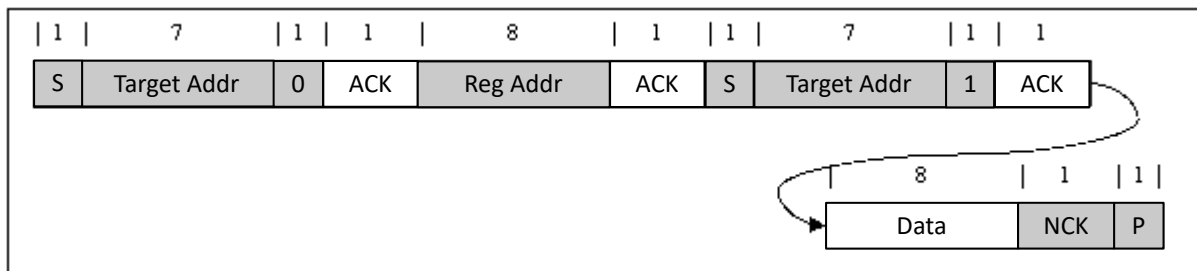 | 1 | 7 | 1 | 1 | 8 | 1 | 1 | 7 | 1 | 1
S Target Addr 0 ACK Reg Addr ACK S Target Addr 1 ACK
| 8 | 1 | 1 |
Data NCK P